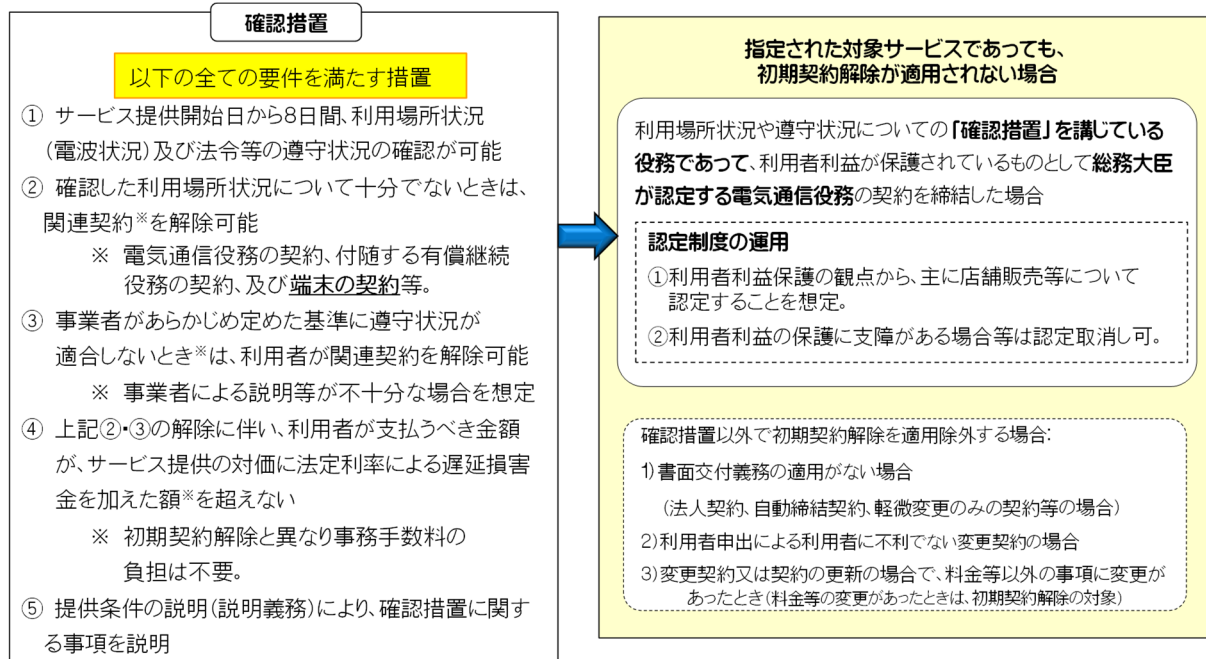 確認措置
以下の全ての要件を満たす措置
① サービス提供開始日から8日間、利用場所状況
(電波状況)及び法令等の遵守状況の確認が可能
② 確認した利用場所状況について十分でないときは、
関連契約※を解除可能
※ 電気通信役務の契約、付随する有償継続
役務の契約、及び端末の契約等。
③ 事業者があらかじめ定めた基準に遵守状況が
適合しないとき※は、利用者が関連契約を解除可能
※ 事業者による説明等が不十分な場合を想定
④ 上記②・③の解除に伴い、利用者が支払うべき金額
が、サービス提供の対価に法定利率による遅延損害
金を加えた額※を超えない
※ 初期契約解除と異なり事務手数料の
負担は不要。
⑤ 提供条件の説明(説明義務)により、確認措置に関す
る事項を説明
指定された対象サービスであっても、
初期契約解除が適用されない場合
利用場所状況や遵守状況についての「確認措置」を講じている
役務であって、利用者利益が保護されているものとして総務大臣
が認定する電気通信役務の契約を締結した場合
認定制度の運用
①利用者利益保護の観点から、主に店舗販売等について
認定することを想定。
②利用者利益の保護に支障がある場合等は認定取消し可。
確認措置以外で初期契約解除を適用除外する場合:
1)書面交付義務の適用がない場合
(法人契約、自動締結契約、軽微変更のみの契約等の場合)
2)利用者申出による利用者に不利でない変更契約の場合
3)変更契約又は契約の更新の場合で、料金等以外の事項に変更が
あったとき(料金等の変更があったときは、初期契約解除の対象)